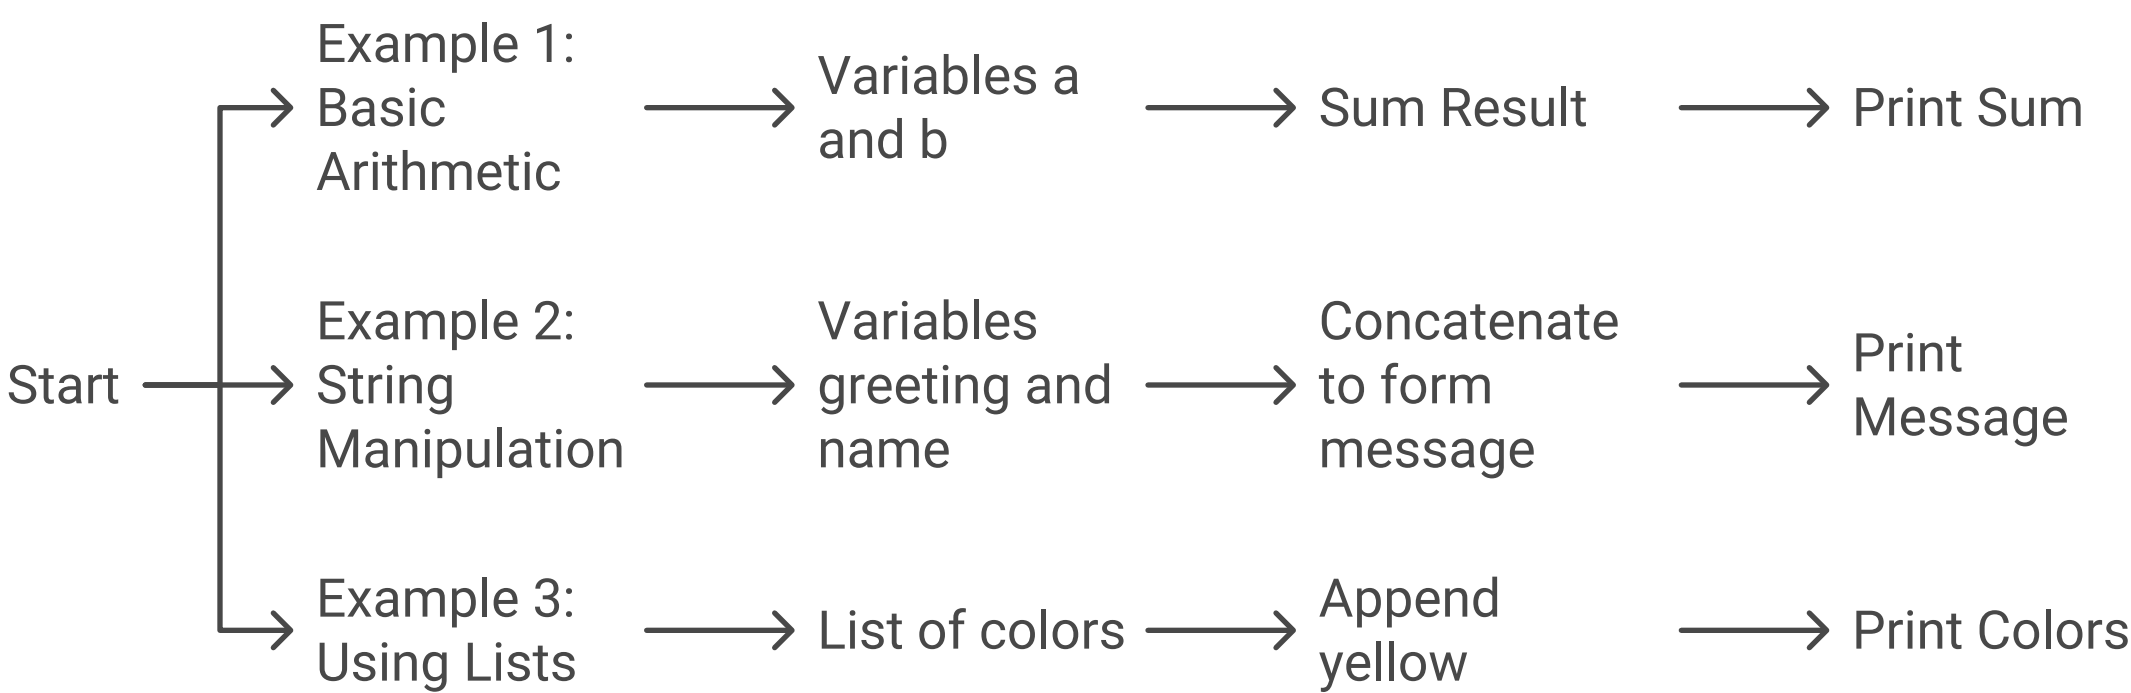 Start
Example 1:
Basic
Arithmetic
Variables a
and b
Sum Result
Print Sum
Example 2:
String
Manipulation
Variables
greeting and
name
Concatenate
to form
message
Print
Message
Example 3:
Using Lists
List of colors
Append
yellow
Print Colors